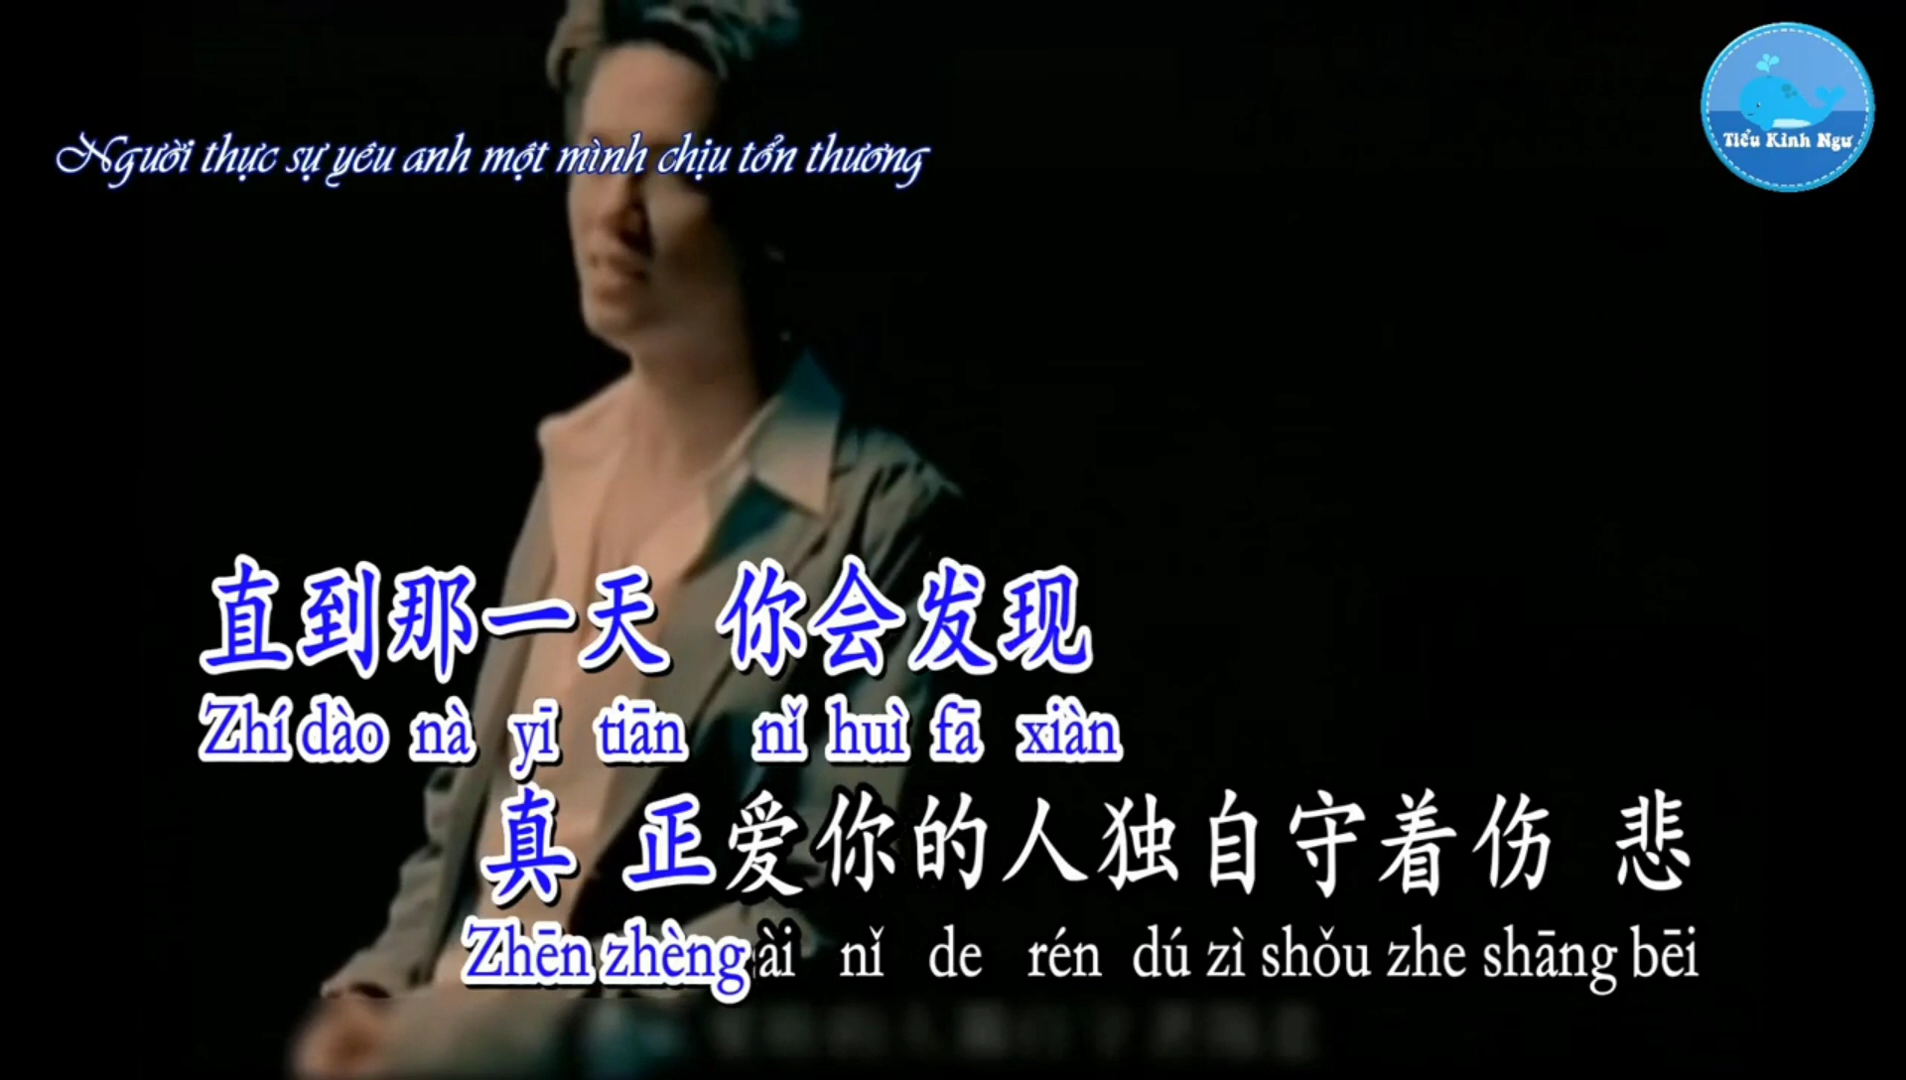 Người thực sự yêu anh một mình chịu tổn thương
Tiểu Kình Ngư
直到那一天 你会发现
Zhí dào nà yī tiān nǐ huì fā xiàn
真 正爱你的人独自守着伤 悲
Zhēn zhèng ài nǐ de rén dú zì shǒu zhe shāng bēi